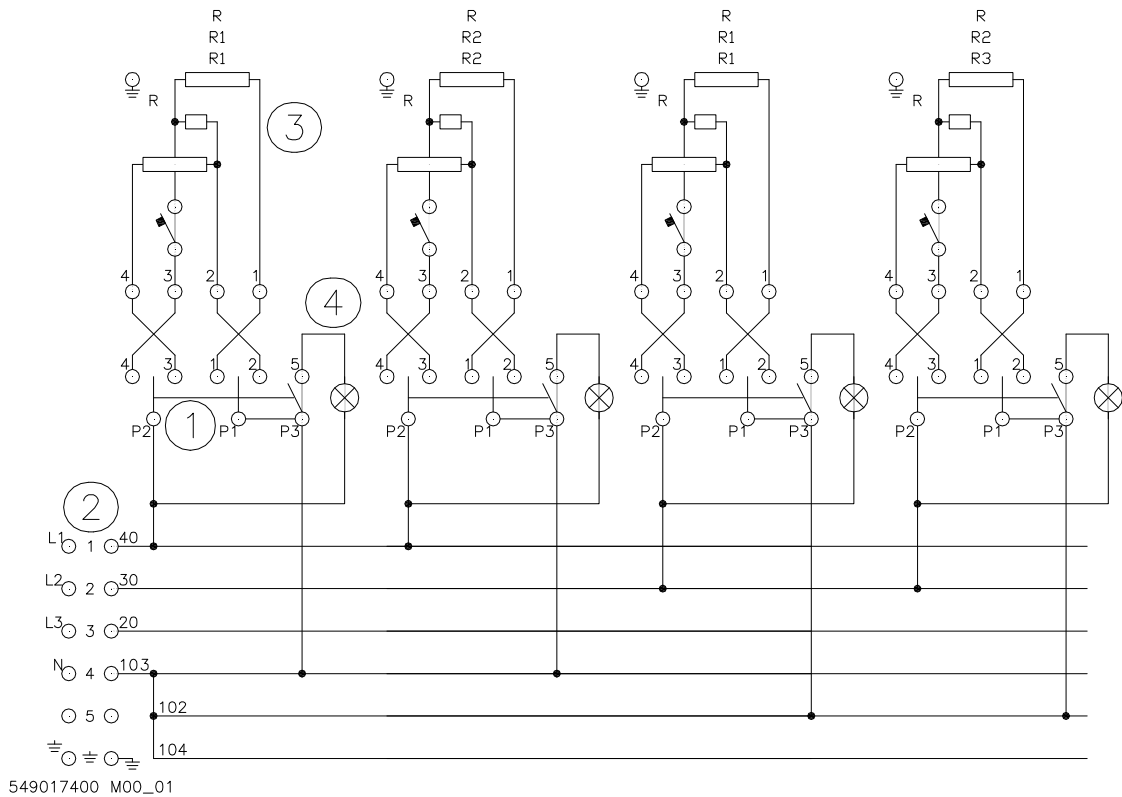 R R R R
R1 R2 R1 R2
R1 R2 R1 R3
R R R R
3
4 3 2 1 4 3 2 1 4 3 2 1 4 3 2 1
4
4 3 1 2 5 4 3 1 2 5 4 3 1 2 5 4 3 1 2 5
P2 1 P1 P3 P2 P1 P3 P2 P1 P3 P2 P1 P3
2
L1 1 40
L2 2 30
L3 3 20
N 4 103
5 102
104
549017400 M00_01